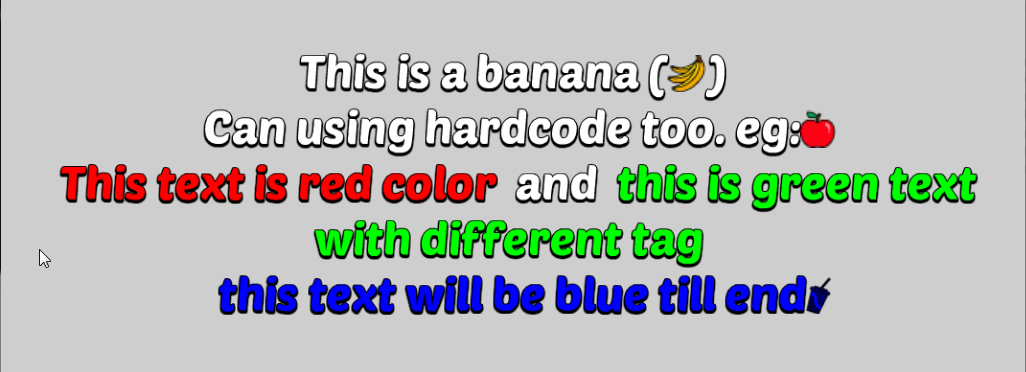 This is a banana (🍌)
Can using hardcode too. eg:🍎
This text is red color and this is green text
with different tag
this text will be blue till end🥤